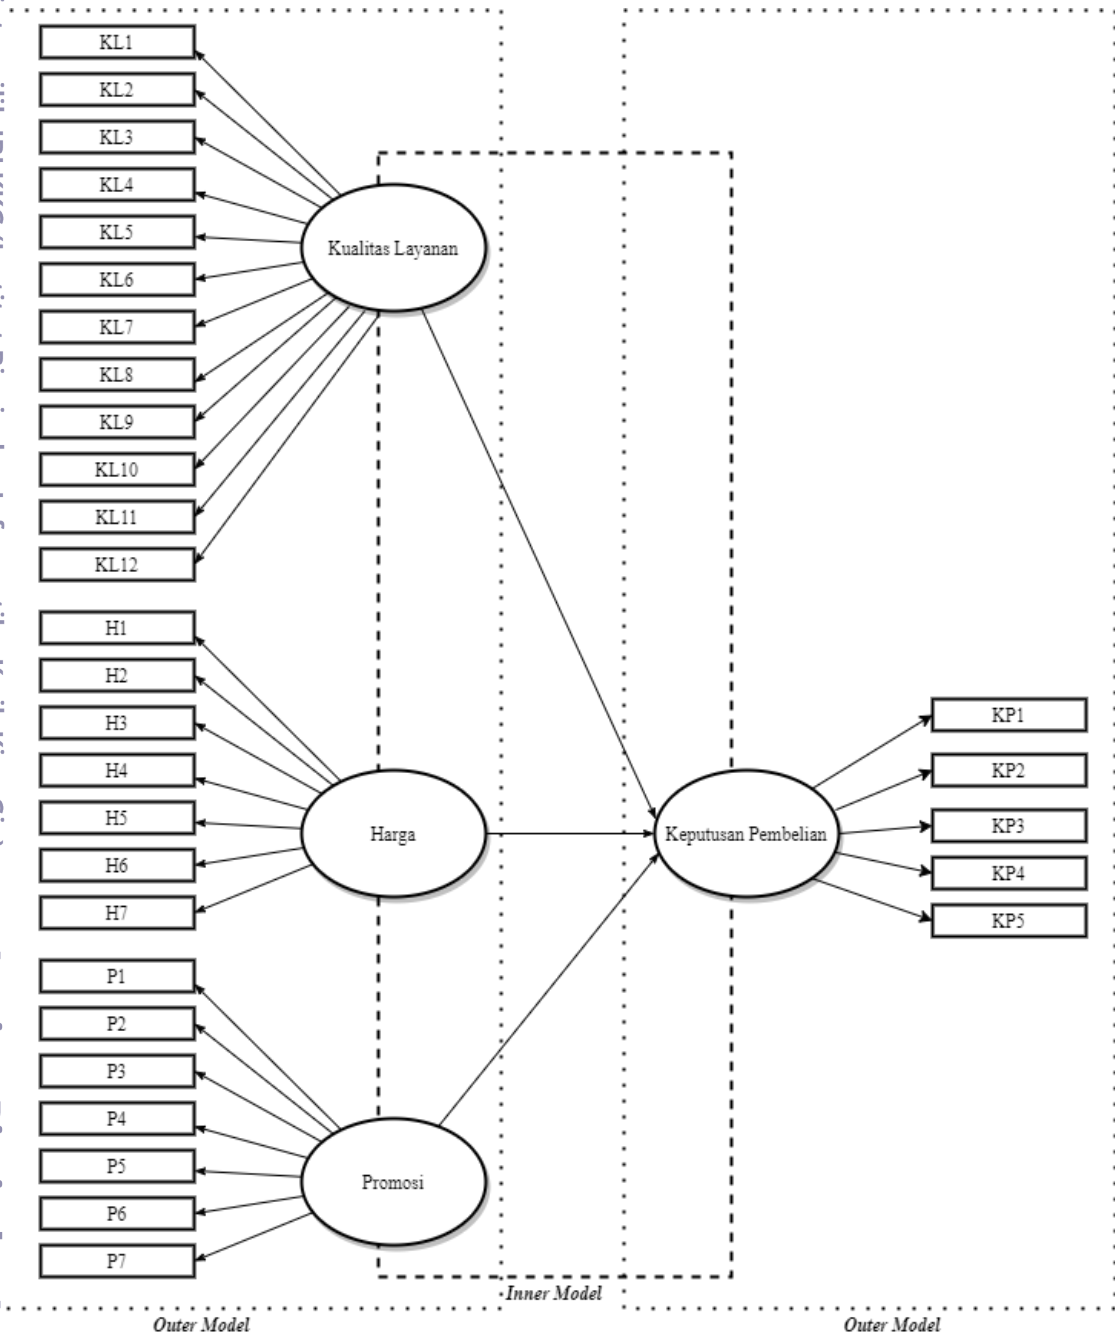 KL1
KL2
KL3
KL4
KL5
KL6
KL7
KL8
KL9
KL10
KL11
KL12
Kualitas Layanan
H1
H2
H3
H4
H5
H6
H7
Harga
Keputusan Pembelian
KP1
KP2
KP3
KP4
KP5
P1
P2
P3
P4
P5
P6
P7
Promosi
Inner Model
Outer Model
Outer Model